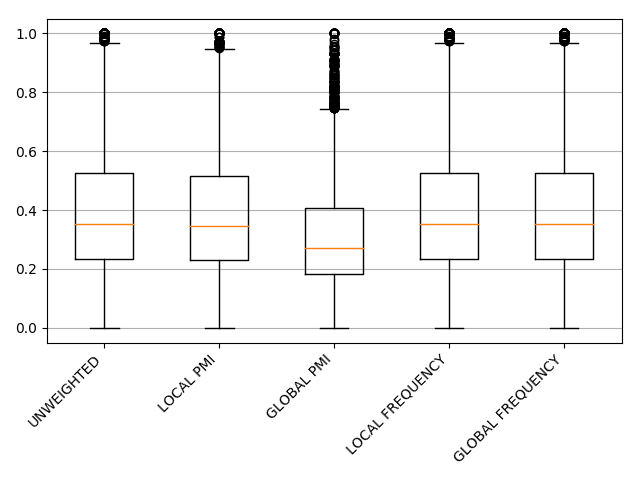 1.0
0.8
0.6
0.4
0.2
0.0
UNWEIGHTED
LOCAL PMI
GLOBAL PMI
LOCAL FREQUENCY
GLOBAL FREQUENCY